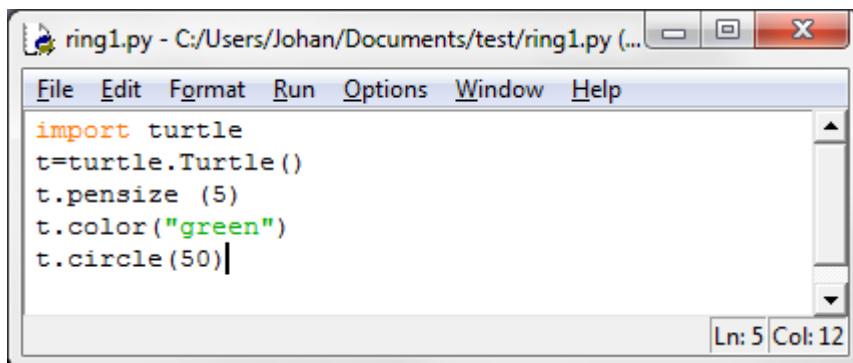 ring1.py - C:/Users/Johan/Documents/test/ring1.py (...
File Edit Format Run Options Window Help
import turtle
t=turtle.Turtle()
t.pensize (5)
t.color("green")
t.circle(50)
Ln: 5 Col: 12